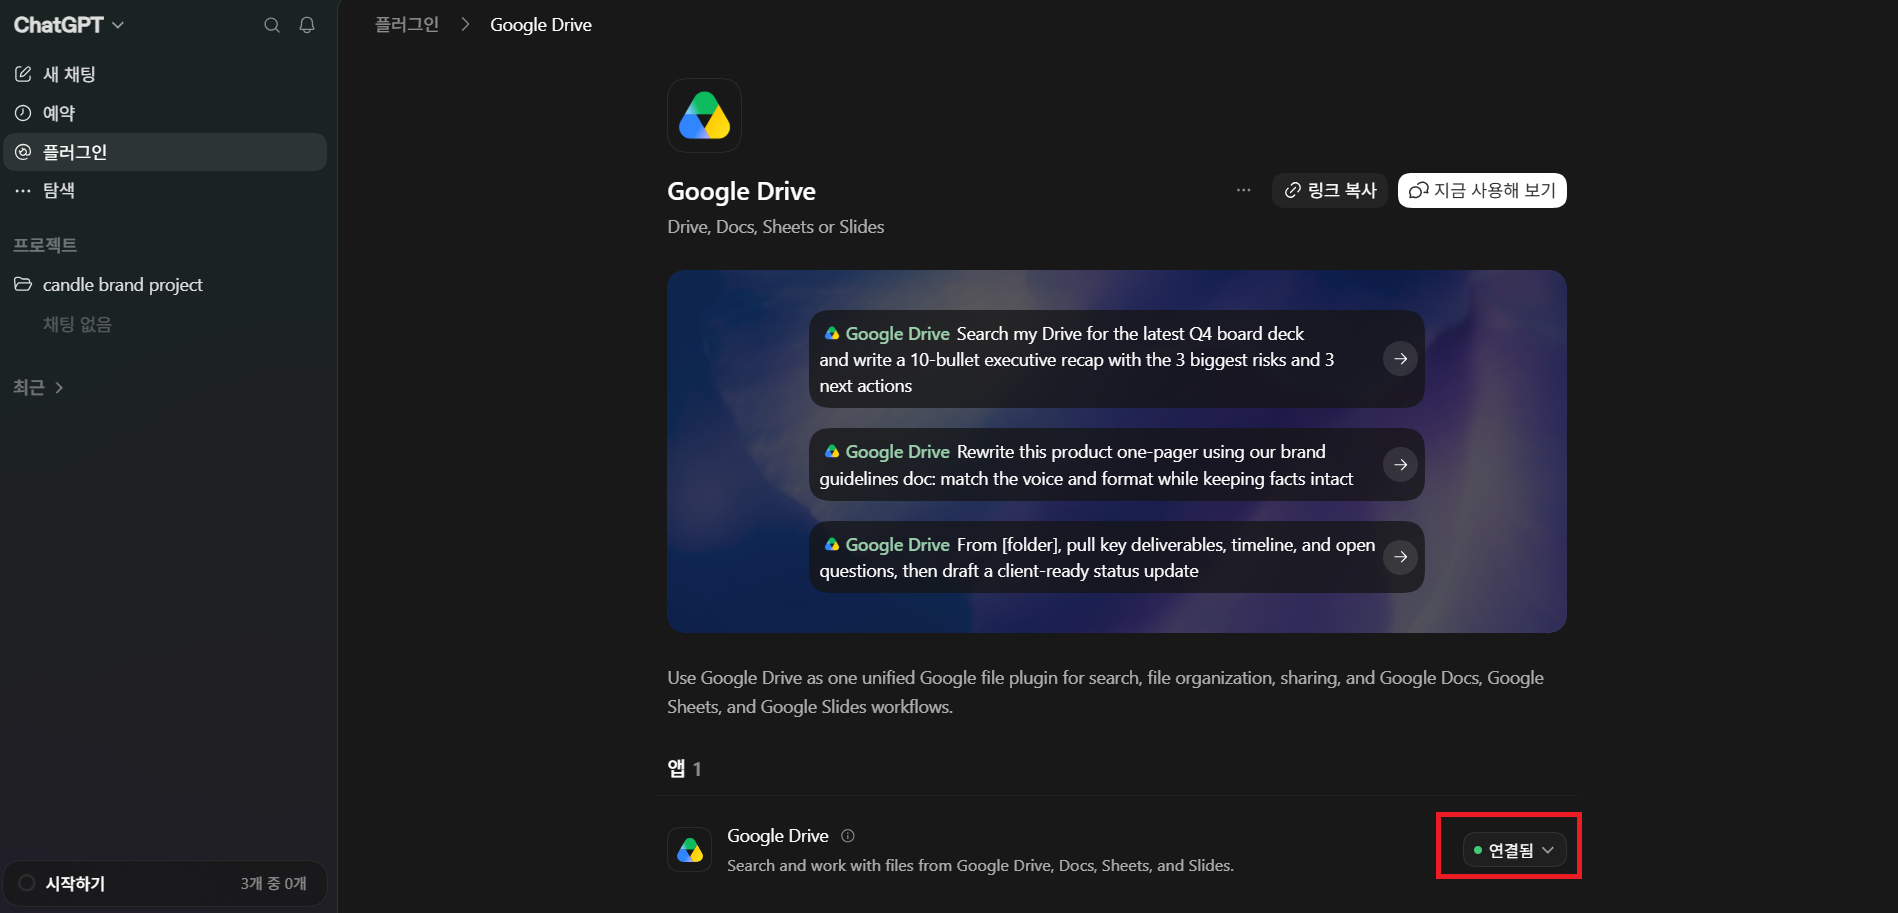 ChatGPT
새 채팅
예약
플러그인
탐색
프로젝트
candle brand project
채팅 없음
최근
시작하기
3개 중 0개
플러그인
Google Drive
Google Drive
링크 복사
지금 사용해 보기
Drive, Docs, Sheets or Slides
Google Drive Search my Drive for the latest Q4 board deck
and write a 10-bullet executive recap with the 3 biggest risks and 3
next actions
Google Drive Rewrite this product one-pager using our brand
guidelines doc: match the voice and format while keeping facts intact
Google Drive From [folder], pull key deliverables, timeline, and open
questions, then draft a client-ready status update
Use Google Drive as one unified Google file plugin for search, file organization, sharing, and Google Docs, Google
Sheets, and Google Slides workflows.
앱 1
Google Drive
Search and work with files from Google Drive, Docs, Sheets, and Slides.
연결됨